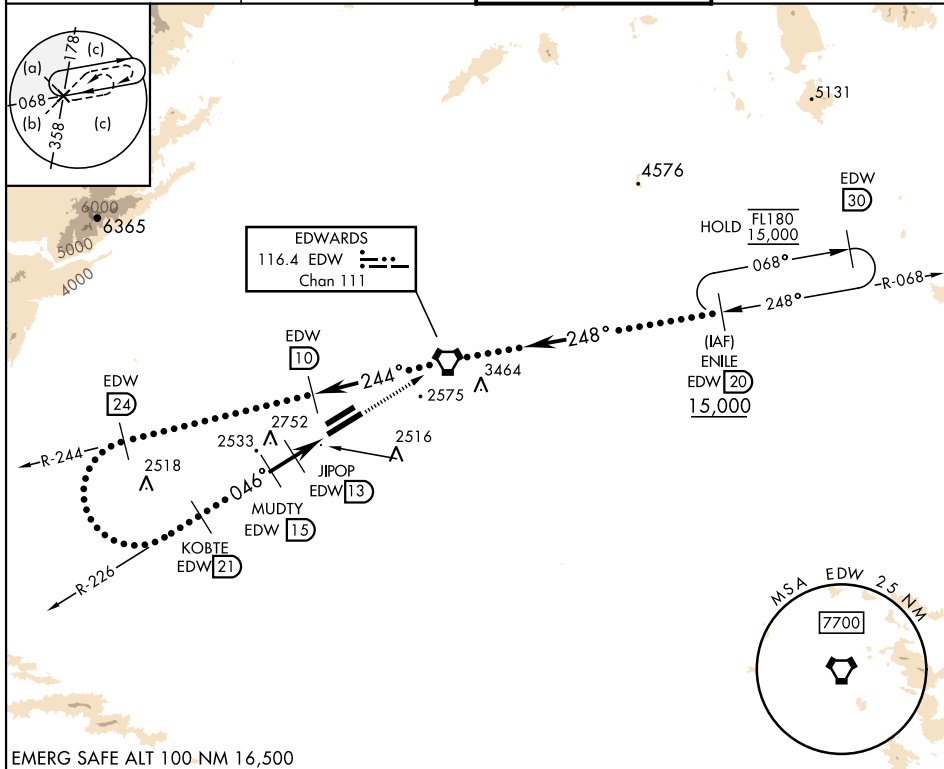 178
(c)
(a)
068
(b)
358
(c)
5131
4576
EDW
30
6000
6365
5000
4000
HOLD FL180
15,000
068°
248°
R-068
EDWARDS
116.4 EDW
Chan 111
(IAF)
ENILE
EDW 20
15,000
248°
EDW
10
244°
3464
2575
EDW
24
R-244
2518
2533
2752
2516
046°
JIPOP
EDW 13
MUDTY
EDW 15
KOBTE
EDW 21
R-226
MSA EDW 25 NM
7700
EMERG SAFE ALT 100 NM 16,500